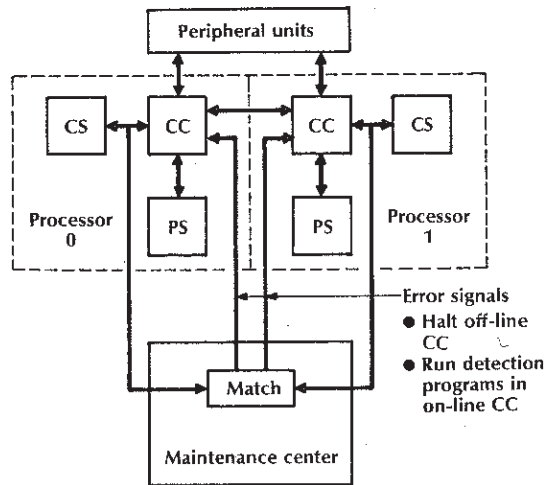 Peripheral units
CS
CC
CC
CS
PS
PS
Processor
0
Processor
1
Error signals
● Halt off-line
CC
● Run detection
programs in
on-line CC
Match
Maintenance center